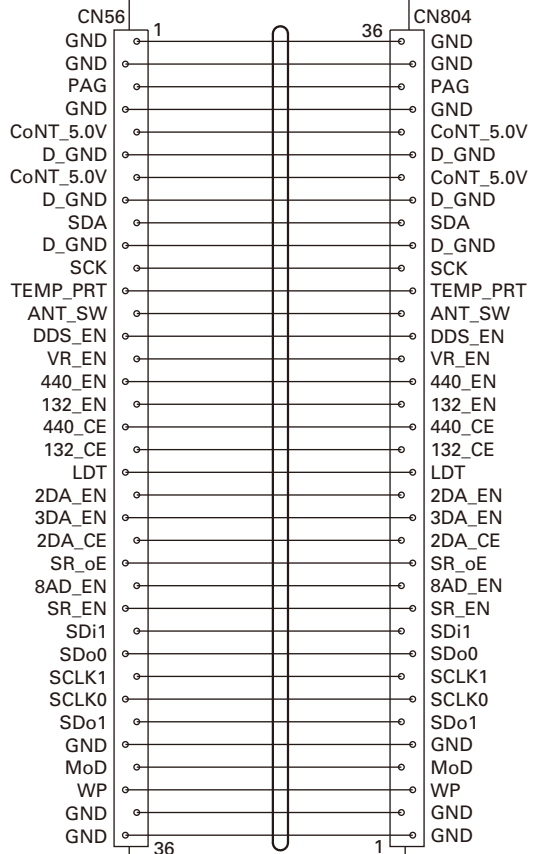 CN56 CN804
1 36
GND GND
GND GND
PAG PAG
GND GND
CoNT_5.0V CoNT_5.0V
D_GND D_GND
CoNT_5.0V CoNT_5.0V
D_GND D_GND
SDA SDA
D_GND D_GND
SCK SCK
TEMP_PRT TEMP_PRT
ANT_SW ANT_SW
DDS_EN DDS_EN
VR_EN VR_EN
440_EN 440_EN
132_EN 132_EN
440_CE 440_CE
132_CE 132_CE
LDT LDT
2DA_EN 2DA_EN
3DA_EN 3DA_EN
2DA_CE 2DA_CE
SR_oE SR_oE
8AD_EN 8AD_EN
SR_EN SR_EN
SDi1 SDi1
SDo0 SDo0
SCLK1 SCLK1
SCLK0 SCLK0
SDo1 SDo1
GND GND
MoD MoD
WP WP
GND GND
GND GND
36 1